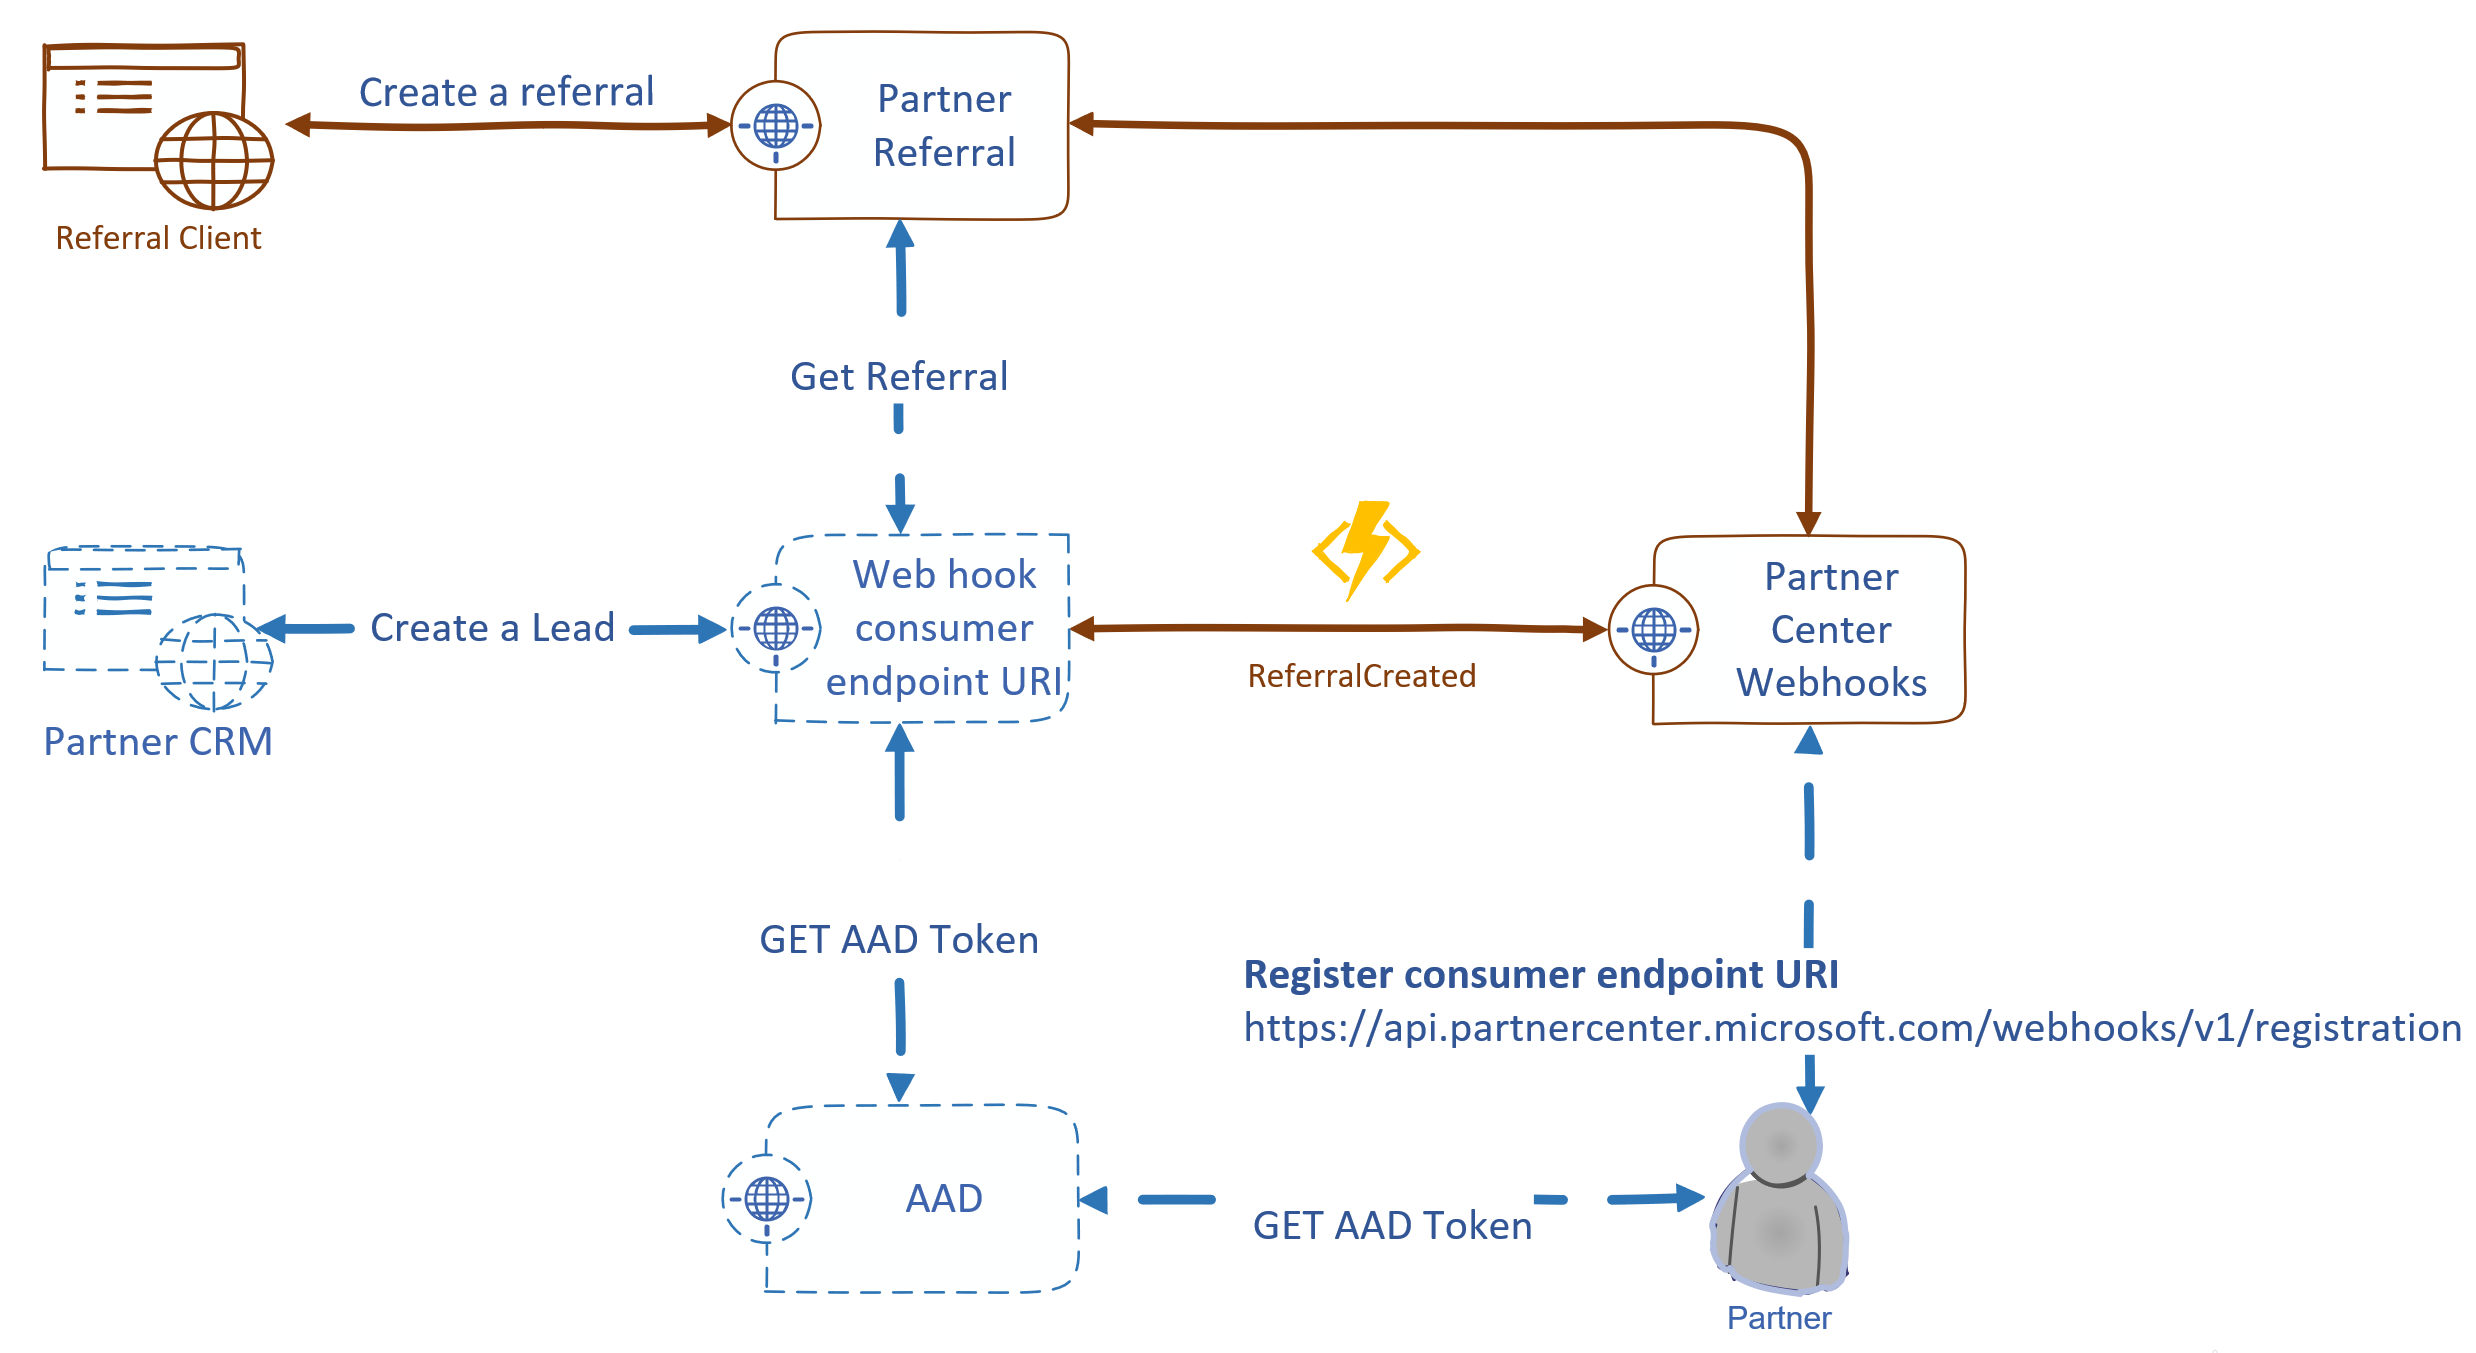 Create a referral
Partner
Referral
Referral Client
Get Referral
Web hook
consumer
endpoint URI
Partner
Center
Webhooks
Create a Lead
ReferralCreated
Partner CRM
GET AAD Token
Register consumer endpoint URI
https://api.partnercenter.microsoft.com/webhooks/v1/registration
AAD
GET AAD Token
Partner